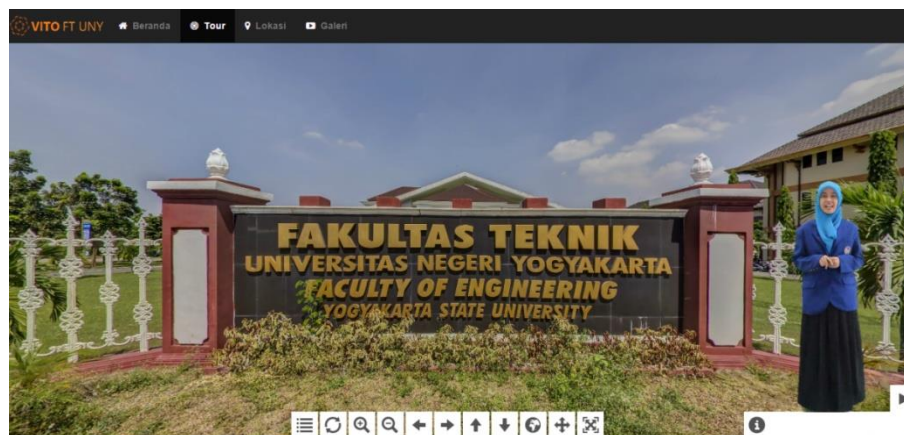 VITO FT UNY Beranda Tour Lokasi Galeri
FAKULTAS TEKNIK
UNIVERSITAS NEGERI YOGYAKARTA
FACULTY OF ENGINEERING
YOGYAKARTA STATE UNIVERSITY